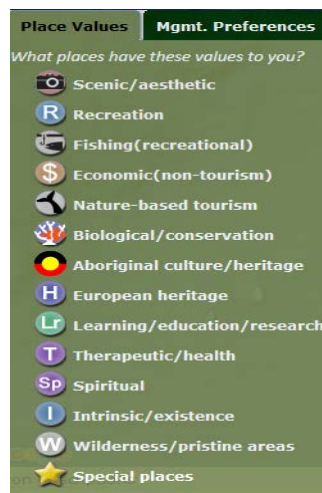 Place Values Mgmt. Preferences
What places have these values to you?
Scenic/aesthetic
R Recreation
Fishing(recreational)
$ Economic(non-tourism)
Nature-based tourism
Biological/conservation
Aboriginal culture/heritage
H European heritage
Lr Learning/education/research
T Therapeutic/health
Sp Spiritual
I Intrinsic/existence
W Wilderness/pristine areas
Special places